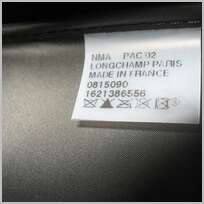 NMA PAC 02
LONGCHAMP PARIS
MADE IN FRANCE
0815090
1621386556